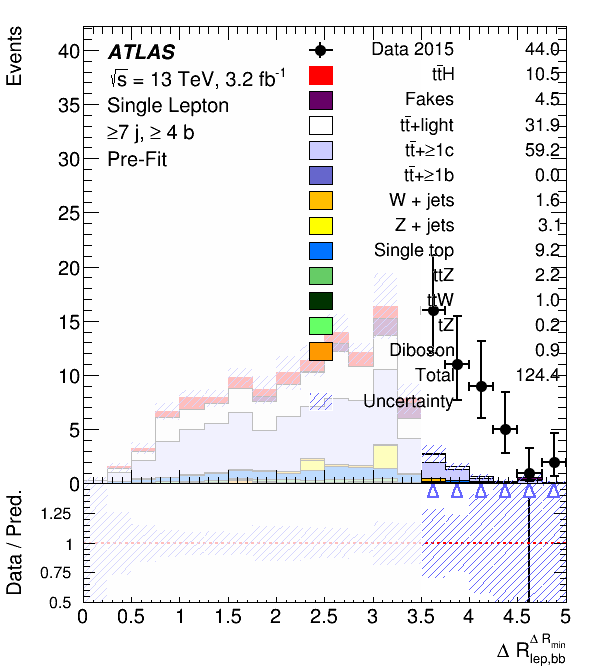 Events
40
35
30
25
20
15
10
5
0
ATLAS
√s = 13 TeV, 3.2 fb⁻¹
Single Lepton
≥7 j, ≥ 4 b
Pre-Fit
Data 2015 44.0
tt̄H 10.5
Fakes 4.5
tt̄+light 31.9
tt̄+≥1c 59.2
tt̄+≥1b 0.0
W + jets 1.6
Z + jets 3.1
Single top 9.2
ttZ 2.2
ttW 1.0
tZ 0.2
Diboson 0.9
Total 124.4
Uncertainty
Data / Pred.
1.25
1
0.75
0.5
0 0.5 1 1.5 2 2.5 3 3.5 4 4.5 5
Δ R lep,bb Δ R min